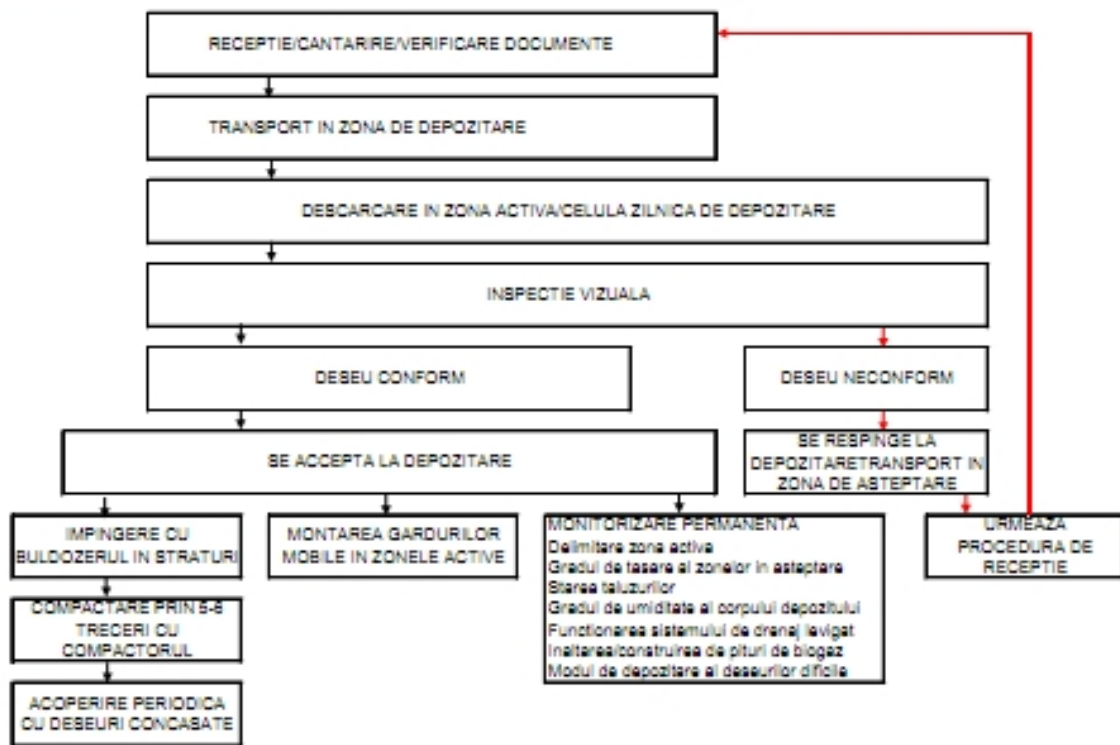 RECEPTIE/CANTARIRE/VERIFICARE DOCUMENTE
TRANSPORT IN ZONA DE DEPOZITARE
DESCARCARE IN ZONA ACTIVA/CELULA ZILNICA DE DEPOZITARE
INSPECTIE VIZUALA
DESEU CONFORM
DESEU NECONFORM
SE ACCEPTA LA DEPOZITARE
SE RESPINGE LA
DEPOZITARETRANSPORT IN
ZONA DE ASTEPTARE
IMPINGERE CU
BULDOZERUL IN STRATURI
MONTAREA GARDURILOR
MOBILE IN ZONELE ACTIVE
MONITORIZARE PERMANENTA
Delimitare zona activa
Gradul de tasare al zonelor in asteptare
Starea taluzurilor
Gradul de umiditate al corpului depozitului
Functionarea sistemului de drenaj levigat
Inaltarea/construirea de pituri de biogaz
Modul de depozitare al deseurilor dificile
URMEAZA
PROCEDURA DE
RECEPTIE
COMPACTARE PRIN 5-6
TRECERI CU
COMPACTORUL
ACOPERIRE PERIODICA
CU DESEURI CONCASATE